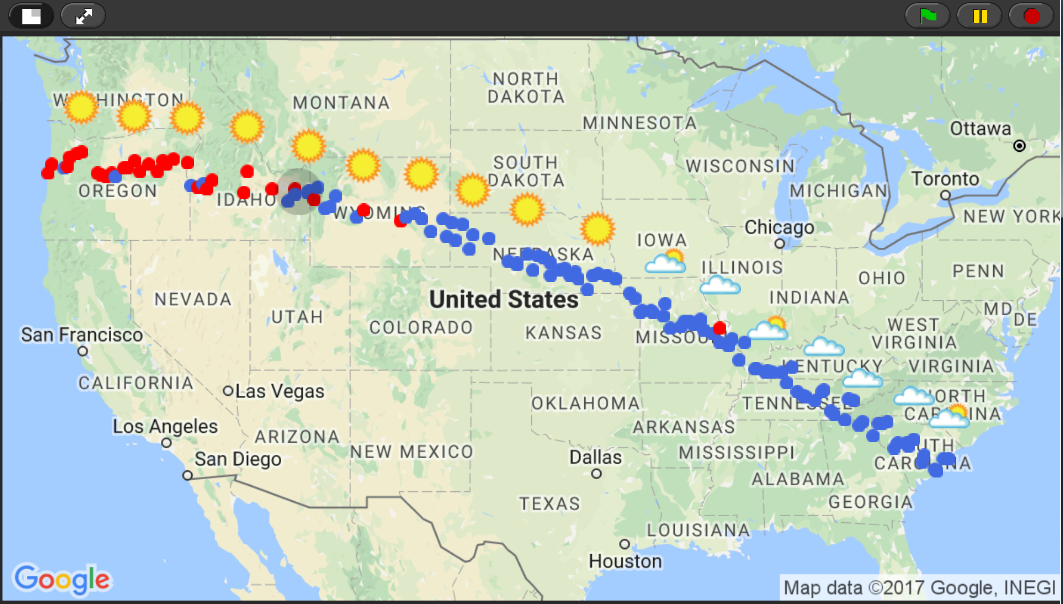 WASHINGTON
MONTANA
NORTH
DAKOTA
MINNESOTA
Ottawa
OREGON
IDAHO
SOUTH
DAKOTA
WISCONSIN
MICHIGAN
Toronto
NEW YORK
WYOMING
Chicago
NEBRASKA
IOWA
ILLINOIS
INDIANA
OHIO
PENN
MD
DE
NEVADA
UTAH
COLORADO
United States
KANSAS
MISSOU
WEST
VIRGINIA
San Francisco
KENTUCKY
VIRGINIA
CALIFORNIA
Las Vegas
OKLAHOMA
TENNESSEE
NORTH
CAROLINA
Los Angeles
ARIZONA
NEW MEXICO
ARKANSAS
San Diego
Dallas
MISSISSIPPI
SOUTH
CAROLINA
ALABAMA
TEXAS
GEORGIA
LOUISIANA
Houston
Google
Map data ©2017 Google, INEGI